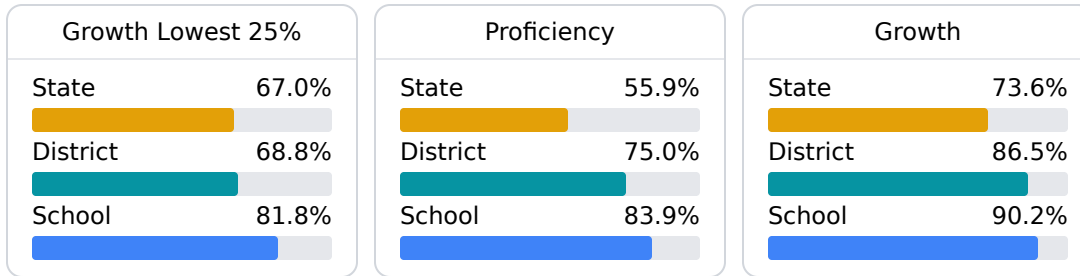 Growth Lowest 25%
State 67.0%
District 68.8%
School 81.8%
Proficiency
State 55.9%
District 75.0%
School 83.9%
Growth
State 73.6%
District 86.5%
School 90.2%